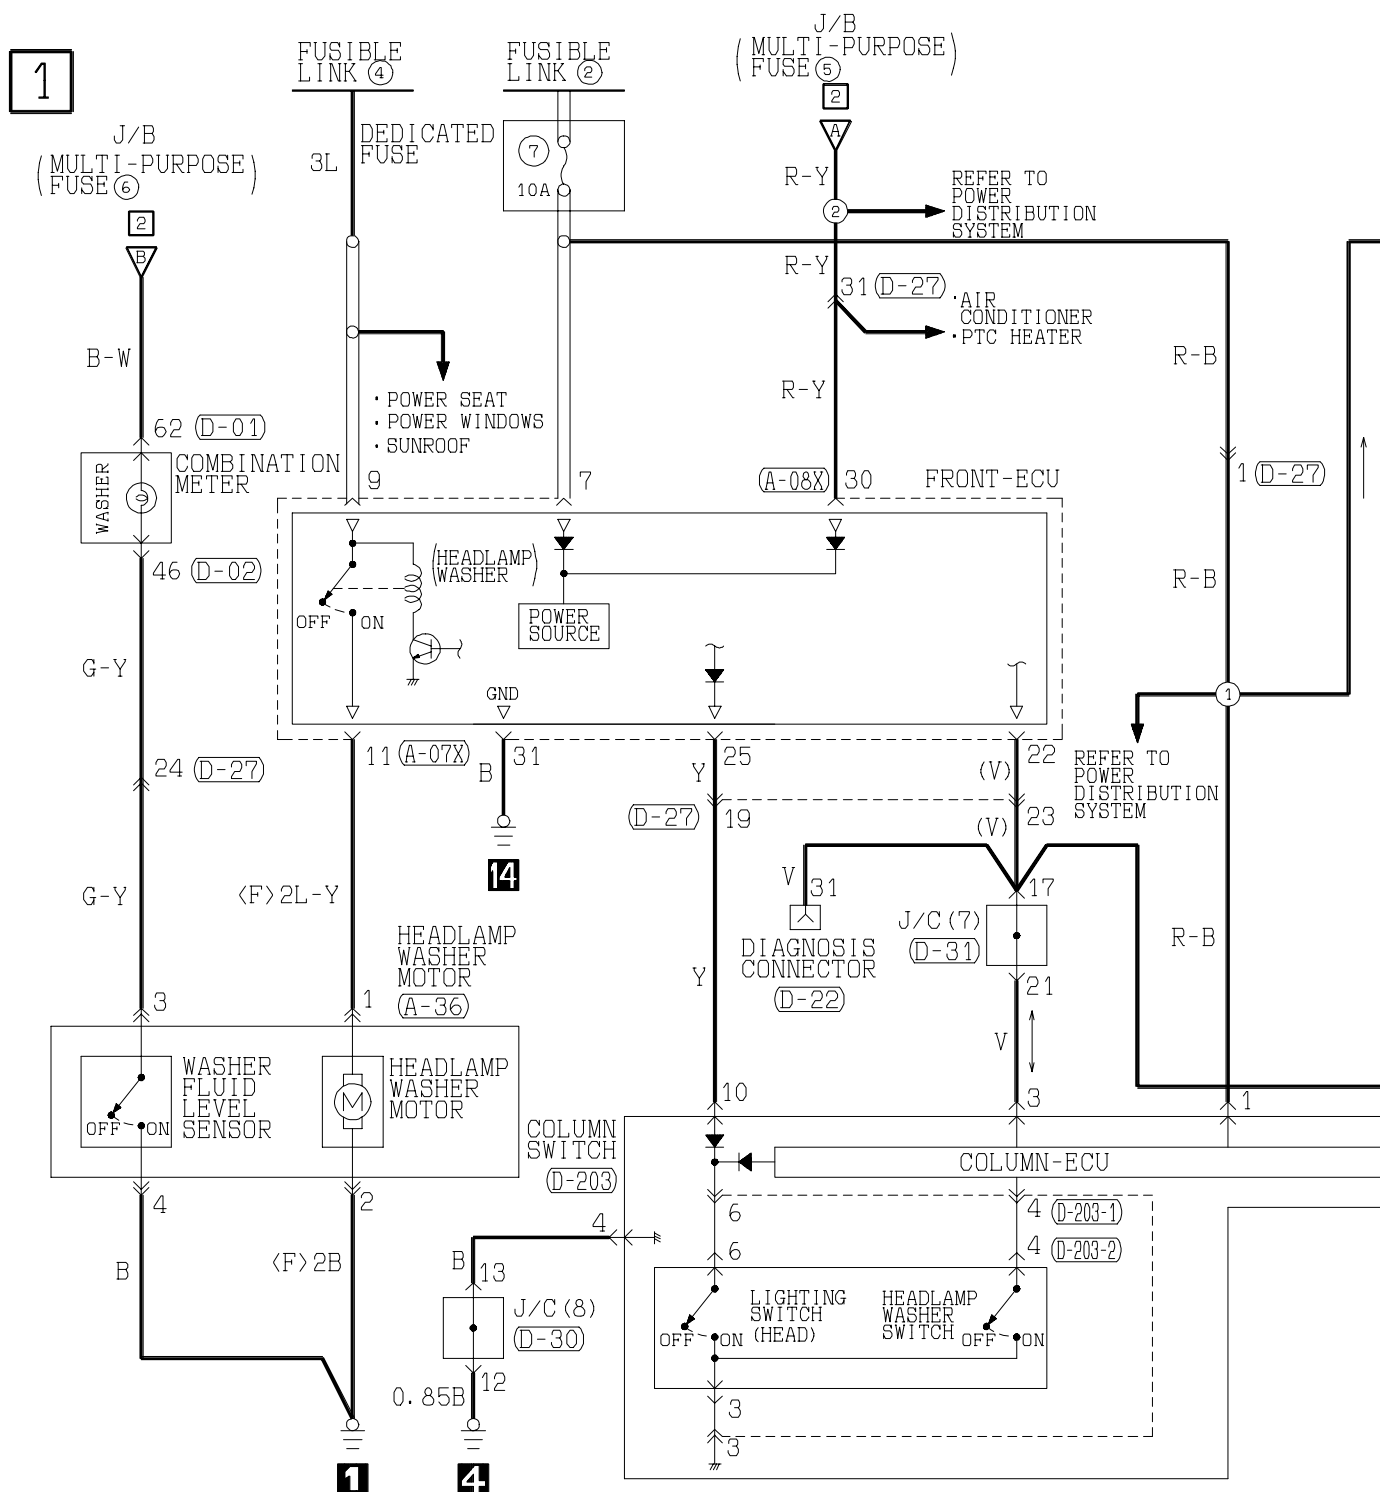 1
FUSIBLE
LINK ④
FUSIBLE
LINK ②
J/B
(MULTI-PURPOSE
FUSE ⑤)
2
A
J/B
(MULTI-PURPOSE
FUSE ⑥)
2
B
3L
DEDICATED
FUSE
⑦
10A
R-Y
②
REFER TO
POWER
DISTRIBUTION
SYSTEM
R-Y
31 (D-27)
·AIR
CONDITIONER
·PTC HEATER
B-W
R-B
R-Y
· POWER SEAT
· POWER WINDOWS
· SUNROOF
62 (D-01)
WASHER
COMBINATION
METER
46 (D-02)
9
7
(A-08X) 30
FRONT-ECU
1 (D-27)
(HEADLAMP
WASHER)
OFF
ON
POWER
SOURCE
R-B
G-Y
GND
①
11 (A-07X)
31
25
22
B
Y
(V)
REFER TO
POWER
DISTRIBUTION
SYSTEM
24 (D-27)
(D-27) 19
23
(V)
14
G-Y
<F>2L-Y
V
31
17
J/C(7)
(D-31)
R-B
HEADLAMP
WASHER
MOTOR
(A-36)
DIAGNOSIS
CONNECTOR
(D-22)
Y
21
V
3
1
WASHER
FLUID
LEVEL
SENSOR
OFF
ON
M
HEADLAMP
WASHER
MOTOR
10
3
1
COLUMN
SWITCH
(D-203)
COLUMN-ECU
4
2
6
4 (D-203-1)
4
6
4 (D-203-2)
B
<F>2B
B
13
J/C(8)
(D-30)
12
0.85B
LIGHTING
SWITCH
(HEAD)
OFF
ON
HEADLAMP
WASHER
SWITCH
OFF
ON
3
3
1
4